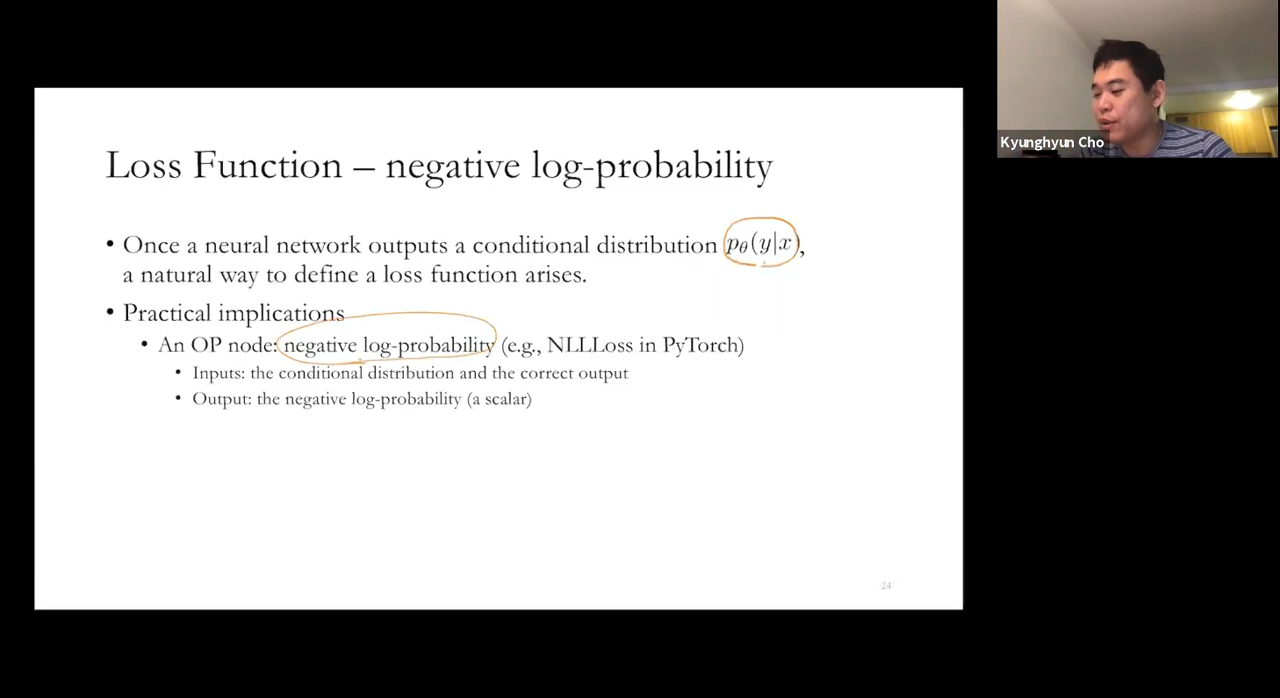 Loss Function – negative log-probability
• Once a neural network outputs a conditional distribution pθ(y|x),
a natural way to define a loss function arises.
• Practical implications
• An OP node: negative log-probability (e.g., NLLLoss in PyTorch)
• Inputs: the conditional distribution and the correct output
• Output: the negative log-probability (a scalar)
24
Kyunghyun Cho